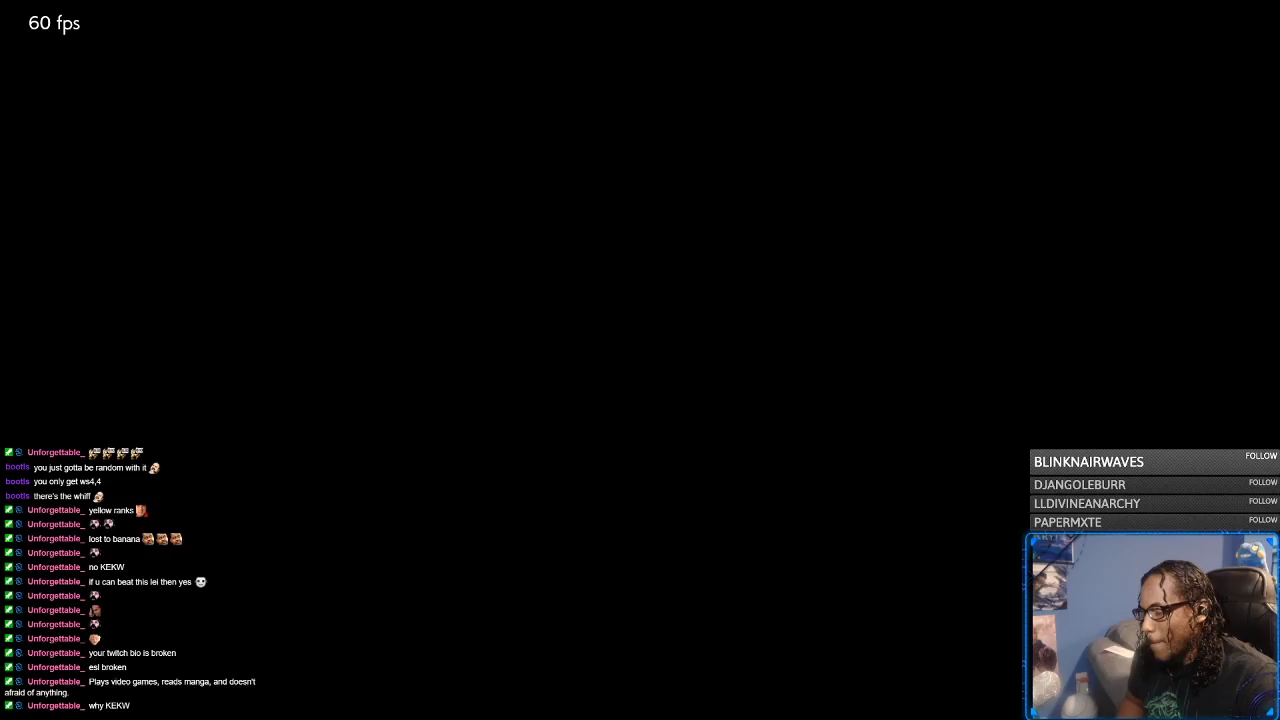 60 fps
Unforgettable_
bootis you just gotta be random with it
bootis you only get ws4,4
bootis there's the whiff
Unforgettable_ yellow ranks
Unforgettable_
Unforgettable_ lost to banana
Unforgettable_
Unforgettable_ no KEKW
Unforgettable_ if u can beat this lei then yes
Unforgettable_
Unforgettable_
Unforgettable_
Unforgettable_
Unforgettable_ your twitch bio is broken
Unforgettable_ esl broken
Unforgettable_ Plays video games, reads manga, and doesn't
afraid of anything.
Unforgettable_ why KEKW
BLINKNAIRWAVES FOLLOW
DJANGOLEBURR FOLLOW
LLDIVINEANARCHY FOLLOW
PAPERMXTE FOLLOW